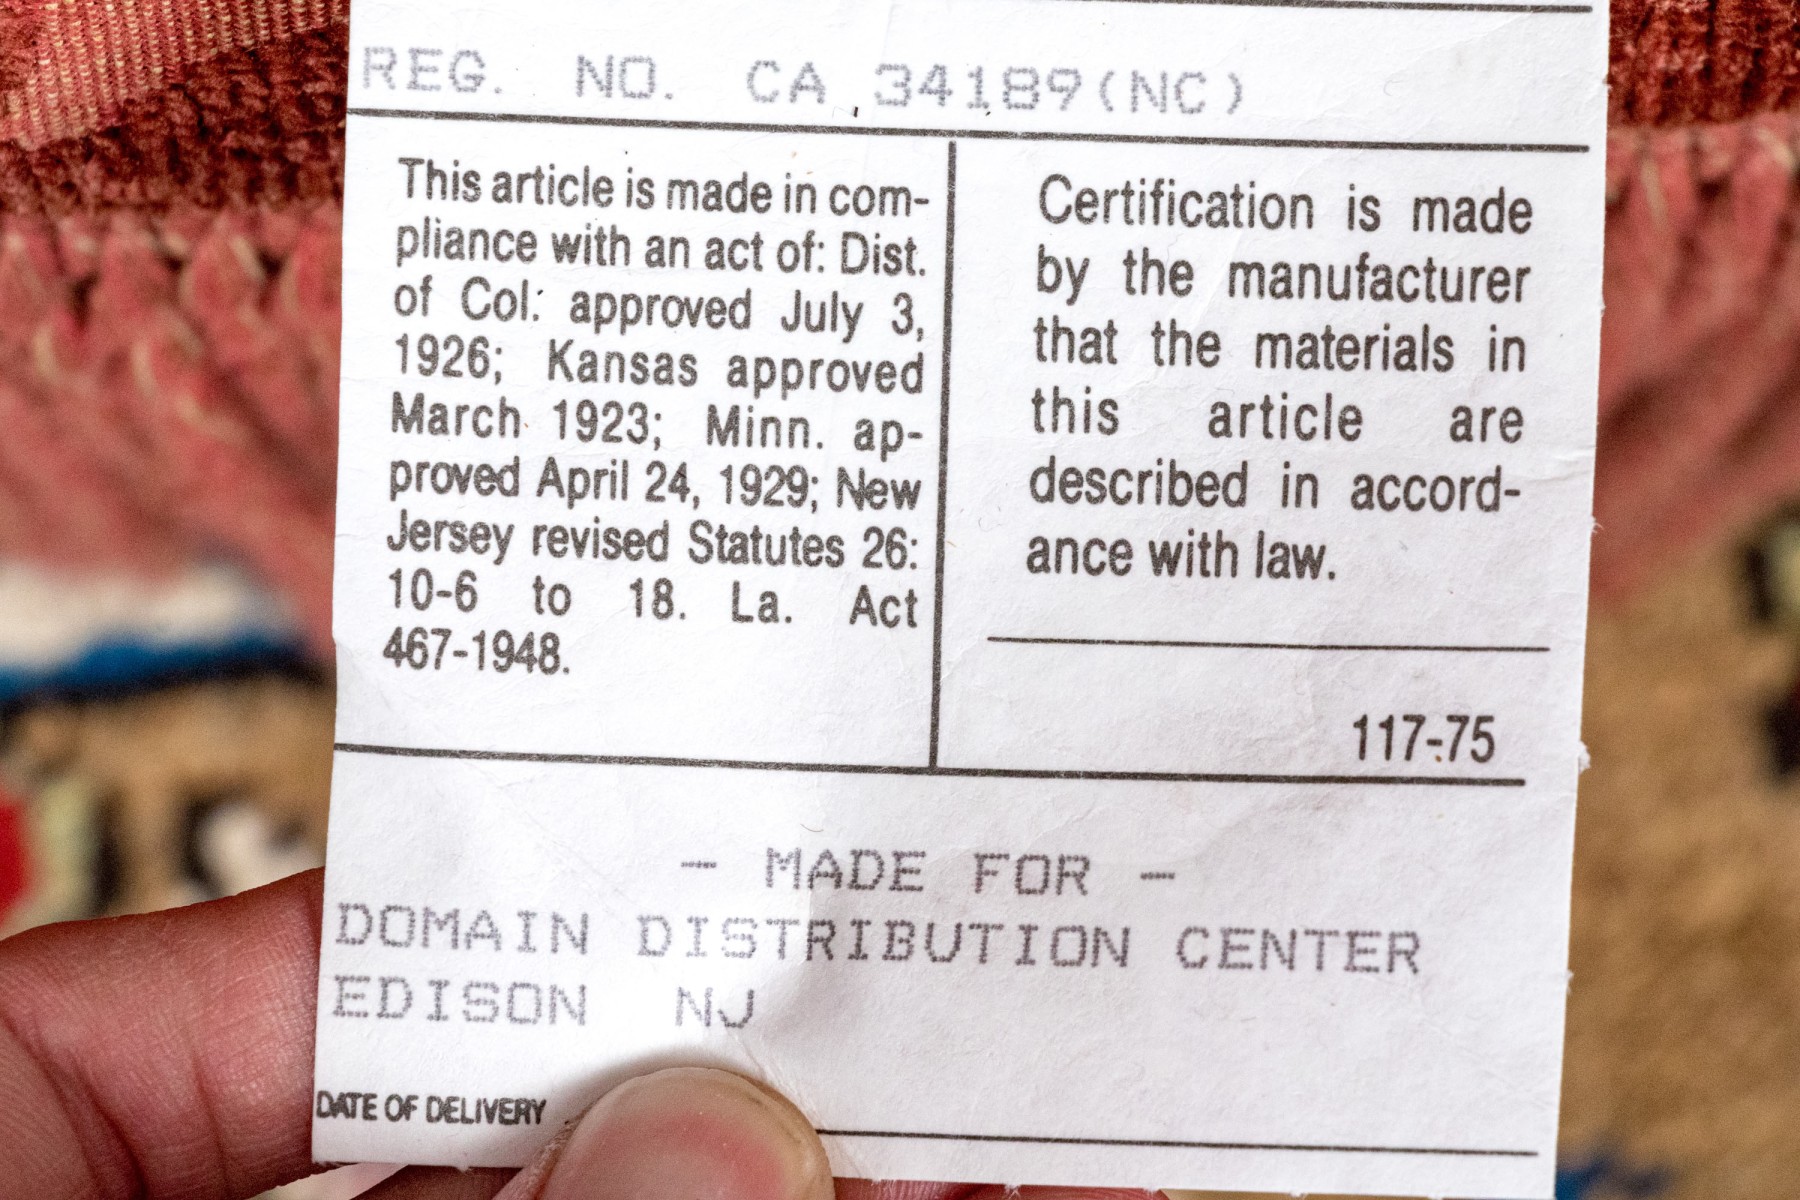 REG. NO. CA 34189(NC)
This article is made in com-
pliance with an act of: Dist.
of Col: approved July 3,
1926; Kansas approved
March 1923; Minn. ap-
proved April 24, 1929; New
Jersey revised Statutes 26:
10-6 to 18. La. Act
467-1948.
Certification is made
by the manufacturer
that the materials in
this article are
described in accord-
ance with law.
117-75
- MADE FOR -
DOMAIN DISTRIBUTION CENTER
EDISON NJ
DATE OF DELIVERY